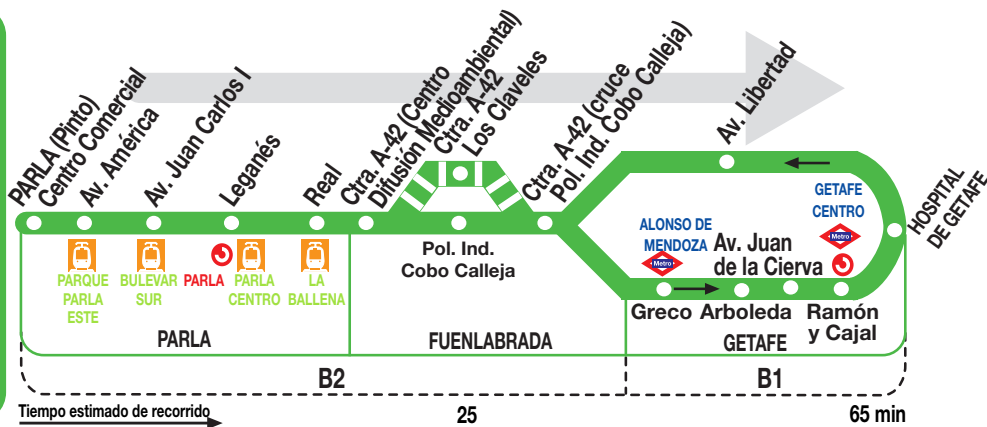 PARLA (Pinto)
Centro Comercial
Av. América
Av. Juan Carlos I
Leganés
Real
Ctra. A-42 (Centro
Difusión Medioambiental)
Ctra. A-42
Los Claveles
Ctra. A-42 (cruce
Pol. Ind. Cobo Calleja)
Av. Libertad
HOSPITAL
DE GETAFE
GETAFE
CENTRO
Metro
ALONSO DE
MENDOZA
Metro
Av. Juan
de la Cierva
Pol. Ind.
Cobo Calleja
PARQUE
PARLA
ESTE
BULEVAR
SUR
PARLA
PARLA
CENTRO
LA
BALLENA
Greco
Arboleda
Ramón
y Cajal
PARLA
FUENLABRADA
GETAFE
B2
B1
Tiempo estimado de recorrido
25
65 min